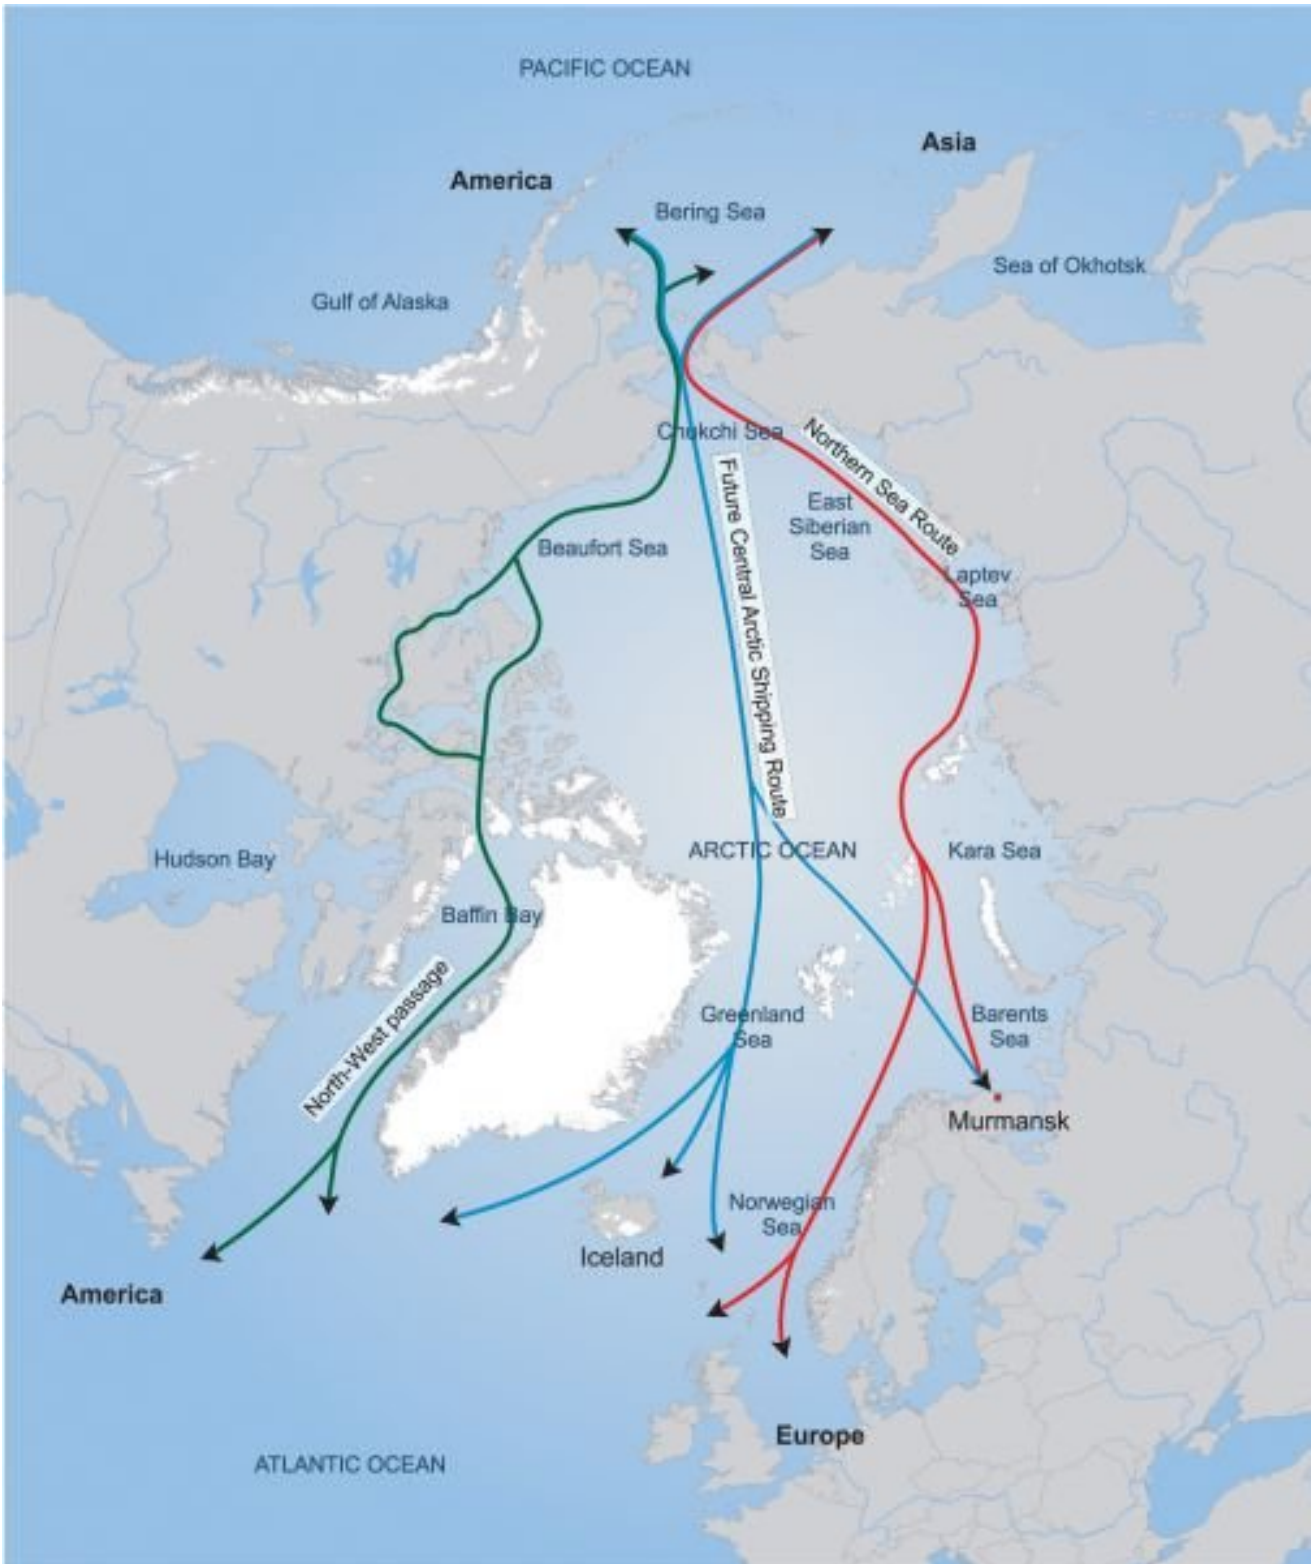 PACIFIC OCEAN
Asia
America
Bering Sea
Sea of Okhotsk
Gulf of Alaska
Chukchi Sea
Northern Sea Route
Future Central Arctic Shipping Route
East
Siberian
Sea
Beaufort Sea
Laptev
Sea
ARCTIC OCEAN
Kara Sea
Hudson Bay
Baffin Bay
North-West passage
Greenland
Sea
Barents
Sea
Murmansk
Norwegian
Sea
Iceland
America
Europe
ATLANTIC OCEAN